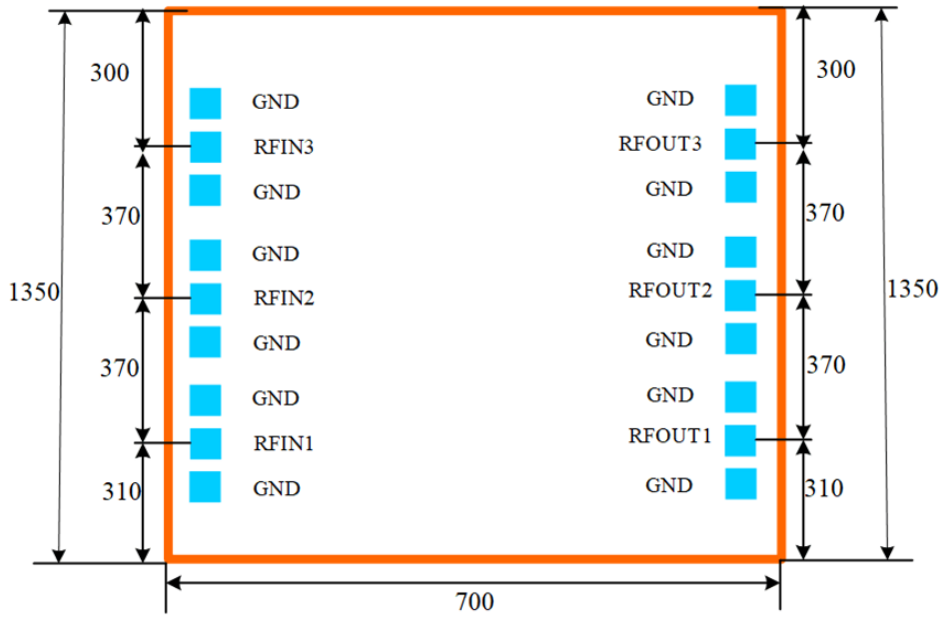 300
300
GND
GND
RFIN3
RFOUT3
GND
GND
370
370
GND
GND
1350
RFIN2
RFOUT2
1350
GND
GND
370
370
GND
GND
RFIN1
RFOUT1
310
GND
GND
310
700